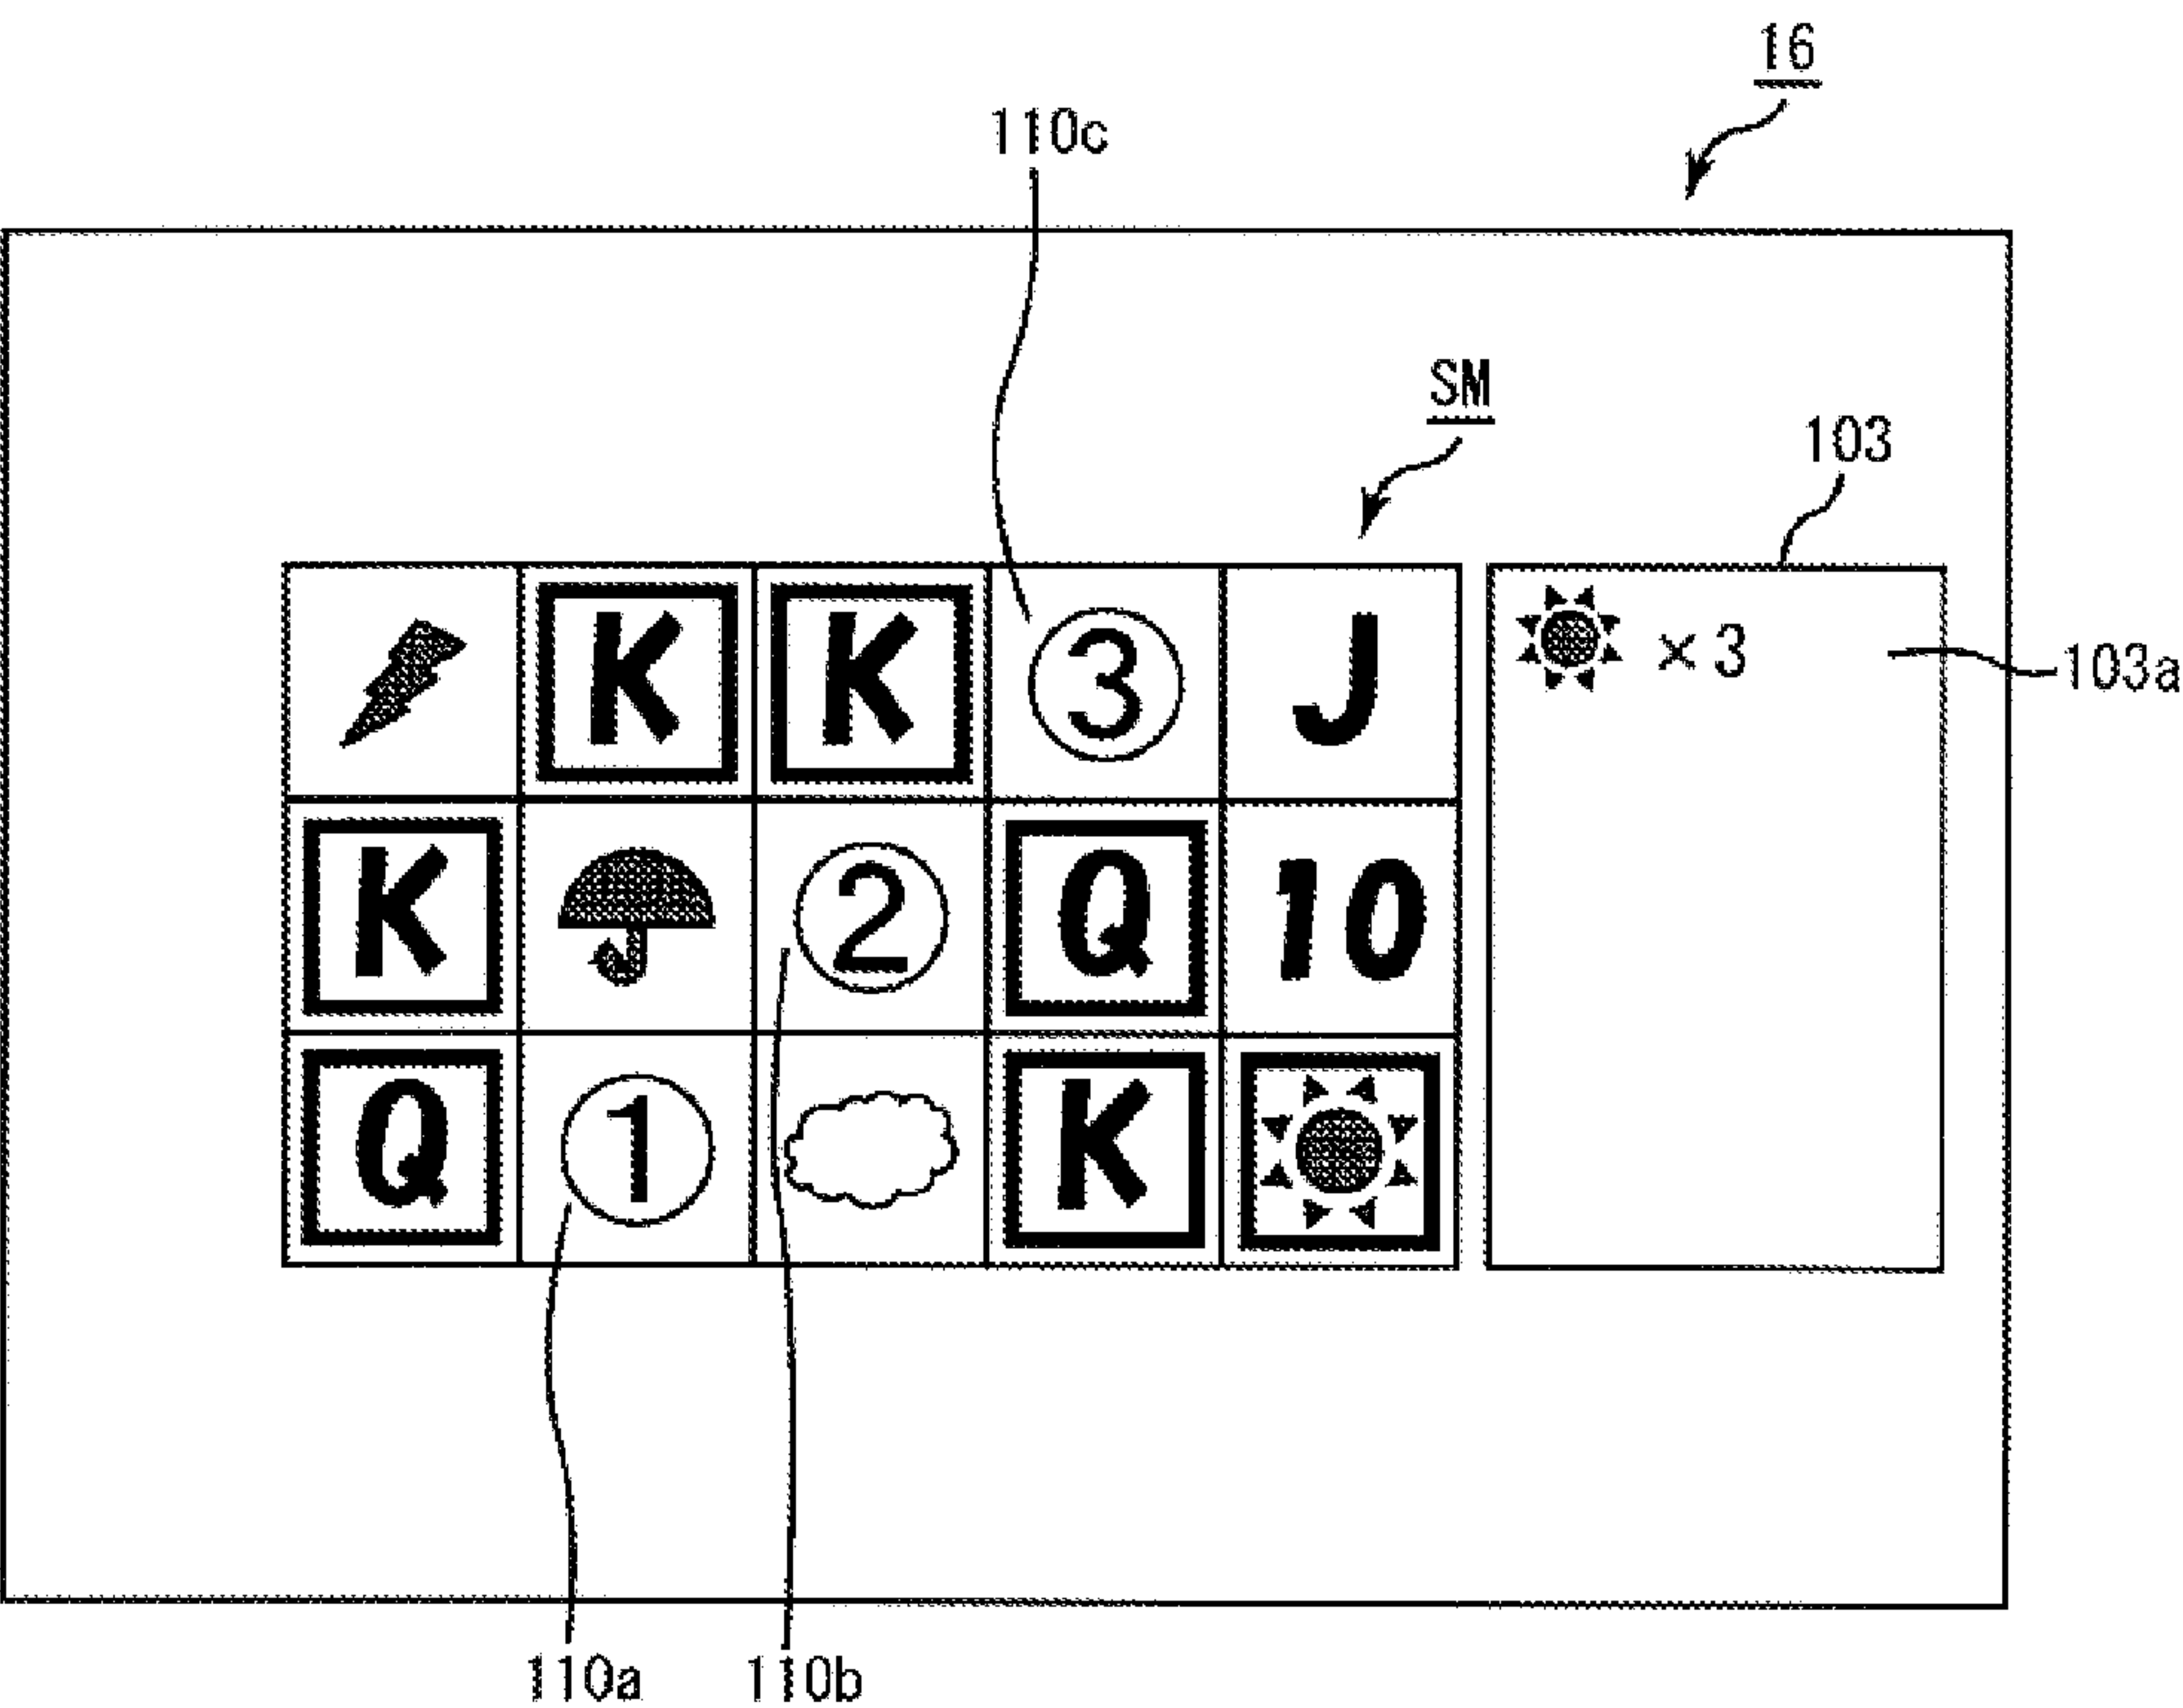 16
110c
SM
103
K K ③ J
× 3
103a
K ② Q 10
Q ① K
110a 110b